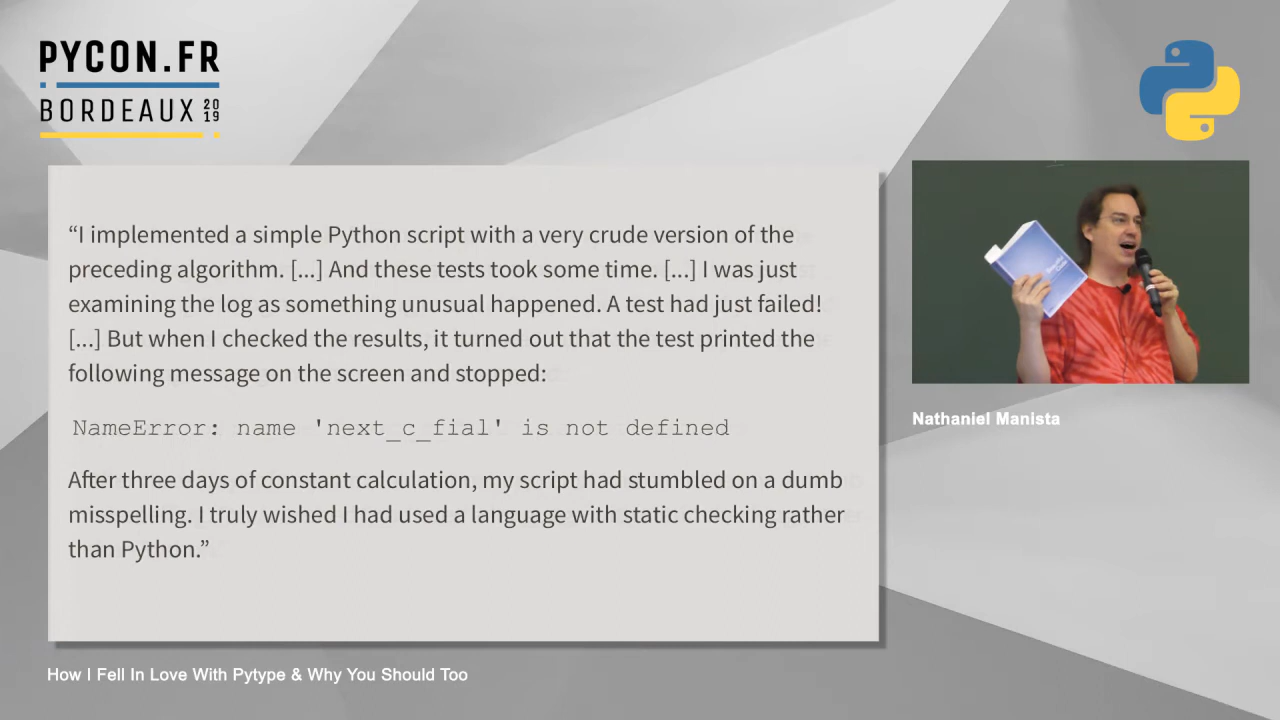 PYCON.FR
BORDEAUX 2019
“I implemented a simple Python script with a very crude version of the
preceding algorithm. [...] And these tests took some time. [...] I was just
examining the log as something unusual happened. A test had just failed!
[...] But when I checked the results, it turned out that the test printed the
following message on the screen and stopped:
NameError: name 'next_c_fial' is not defined
After three days of constant calculation, my script had stumbled on a dumb
misspelling. I truly wished I had used a language with static checking rather
than Python.”
Nathaniel Manista
How I Fell In Love With Pytype & Why You Should Too